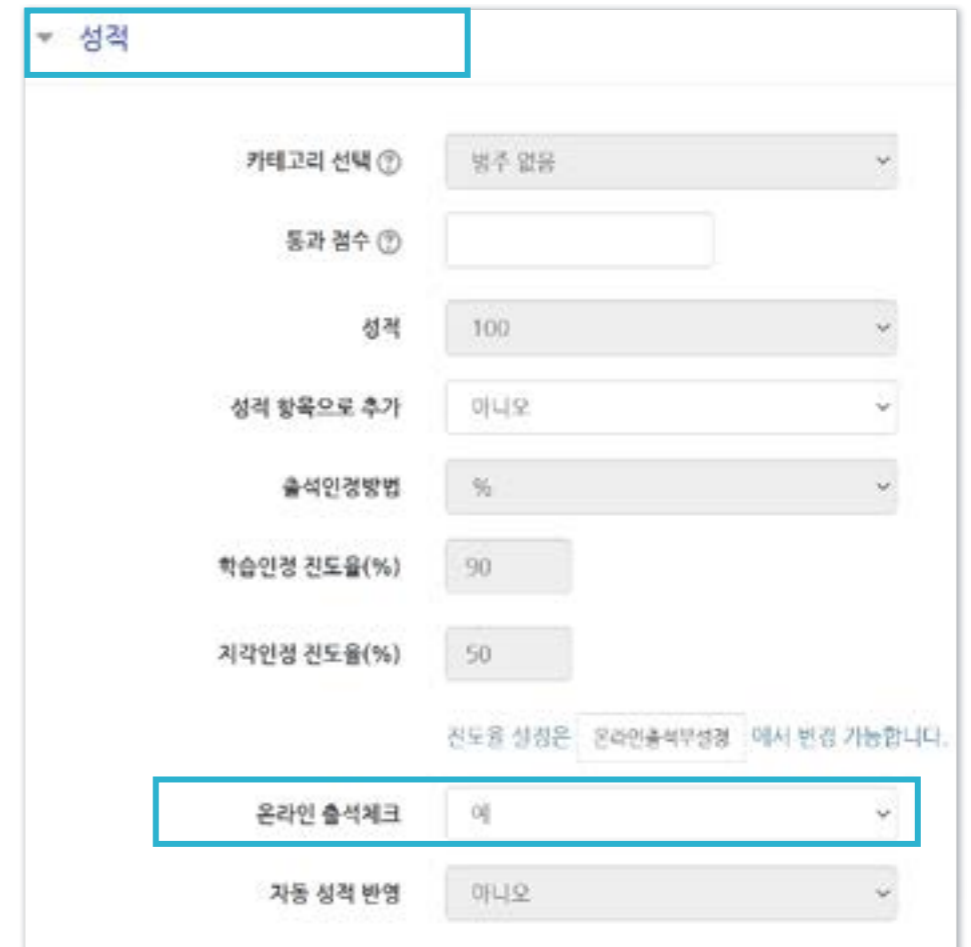 성적
카테고리 선택 범주 없음
통과 점수
성적 100
성적 항목으로 추가 아니오
출석인정방법 %
학습인정 진도율(%) 90
지각인정 진도율(%) 50
진도율 설정은 온라인출석부설정 에서 변경 가능합니다.
온라인 출석체크 예
자동 성적 반영 아니오